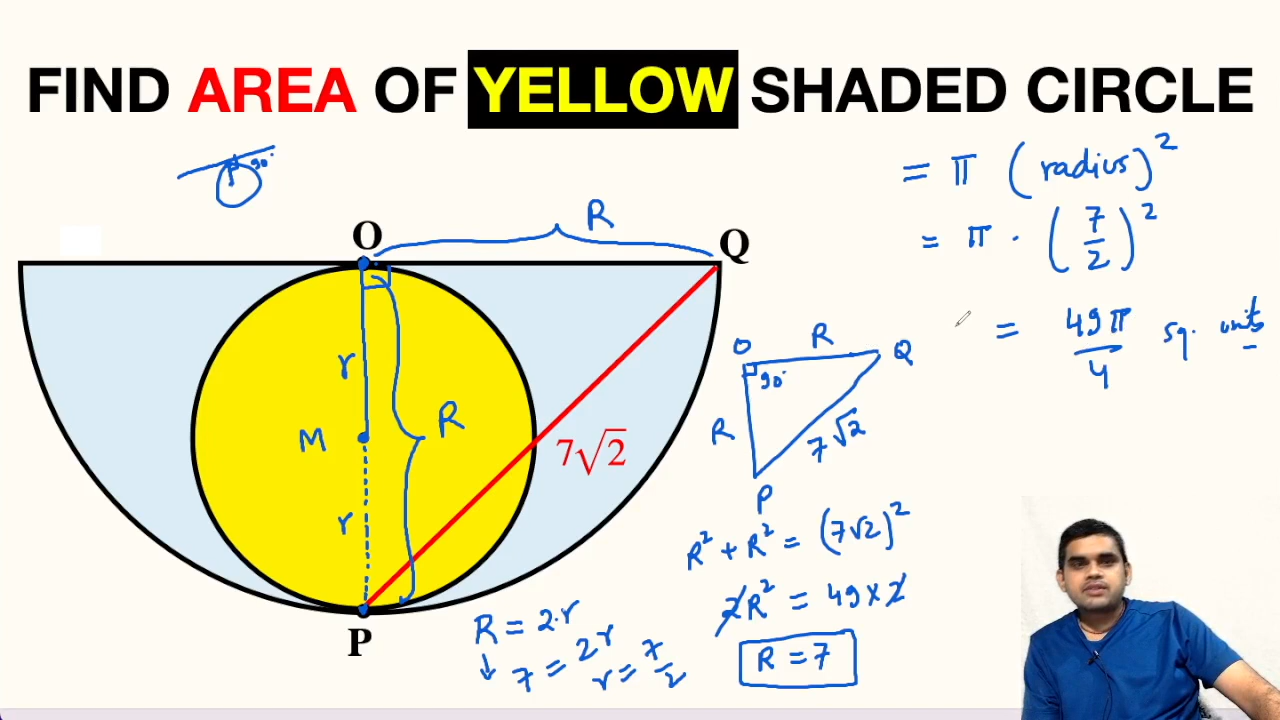 FIND AREA OF YELLOW SHADED CIRCLE
90°
= π (radius)²
= π · (7/2)²
= 49π/4 sq. units
R
O
Q
r
M
R
r
7√2
P
O R Q
90°
R
7√2
P
R² + R² = (7√2)²
2R² = 49 × 2
R = 7
R = 2·r
↓ 7 = 2r
r = 7/2